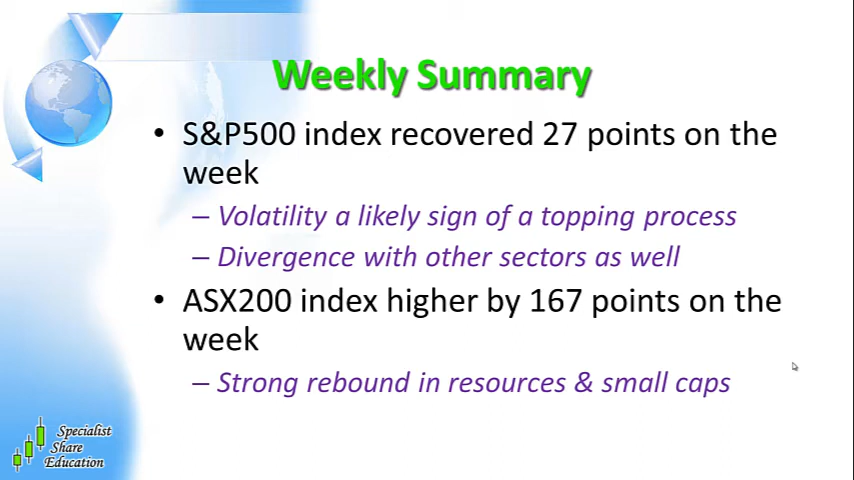 Weekly Summary
• S&P500 index recovered 27 points on the
week
– Volatility a likely sign of a topping process
– Divergence with other sectors as well
• ASX200 index higher by 167 points on the
week
– Strong rebound in resources & small caps
Specialist
Share
Education